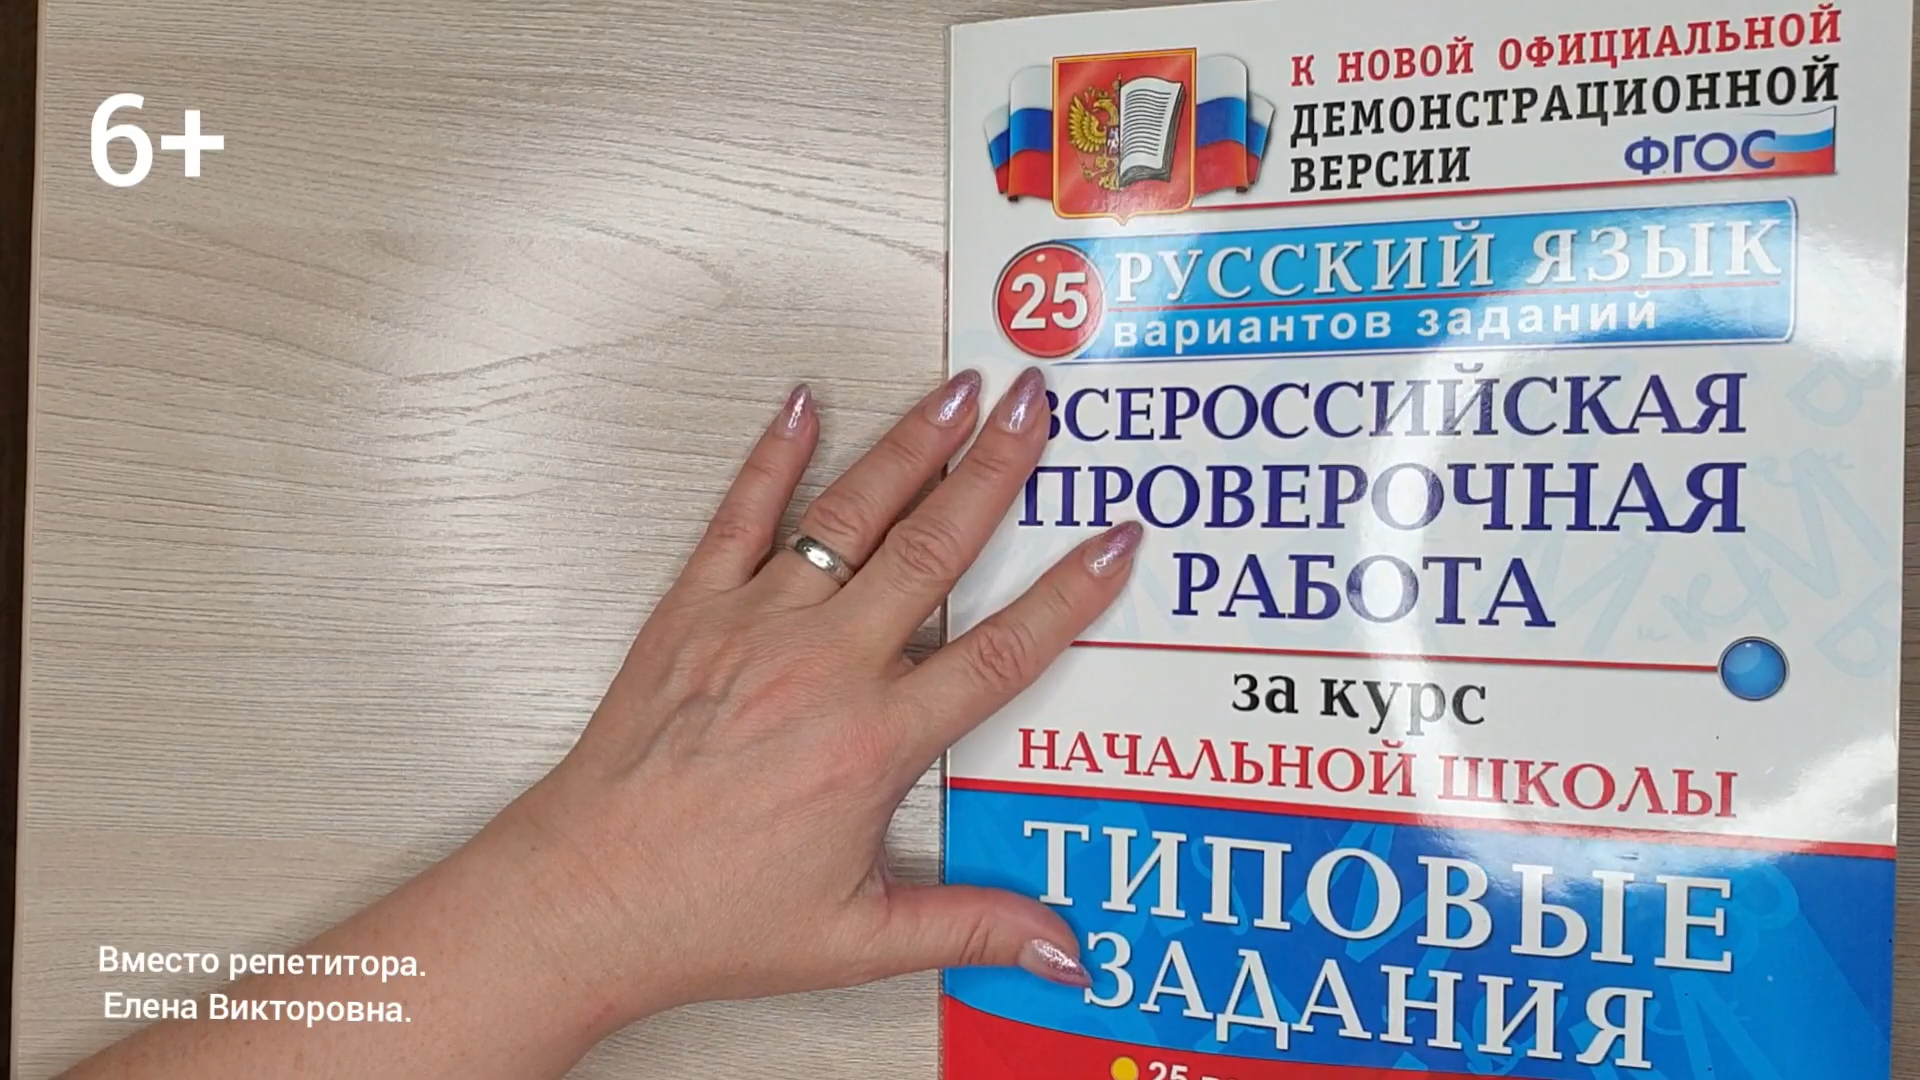 6+
К НОВОЙ ОФИЦИАЛЬНОЙ
ДЕМОНСТРАЦИОННОЙ
ВЕРСИИ
ФГОС
25
РУССКИЙ ЯЗЫК
вариантов заданий
ВСЕРОССИЙСКАЯ
ПРОВЕРОЧНАЯ
РАБОТА
за курс
НАЧАЛЬНОЙ ШКОЛЫ
ТИПОВЫЕ
ЗАДАНИЯ
25
Вместо репетитора.
Елена Викторовна.